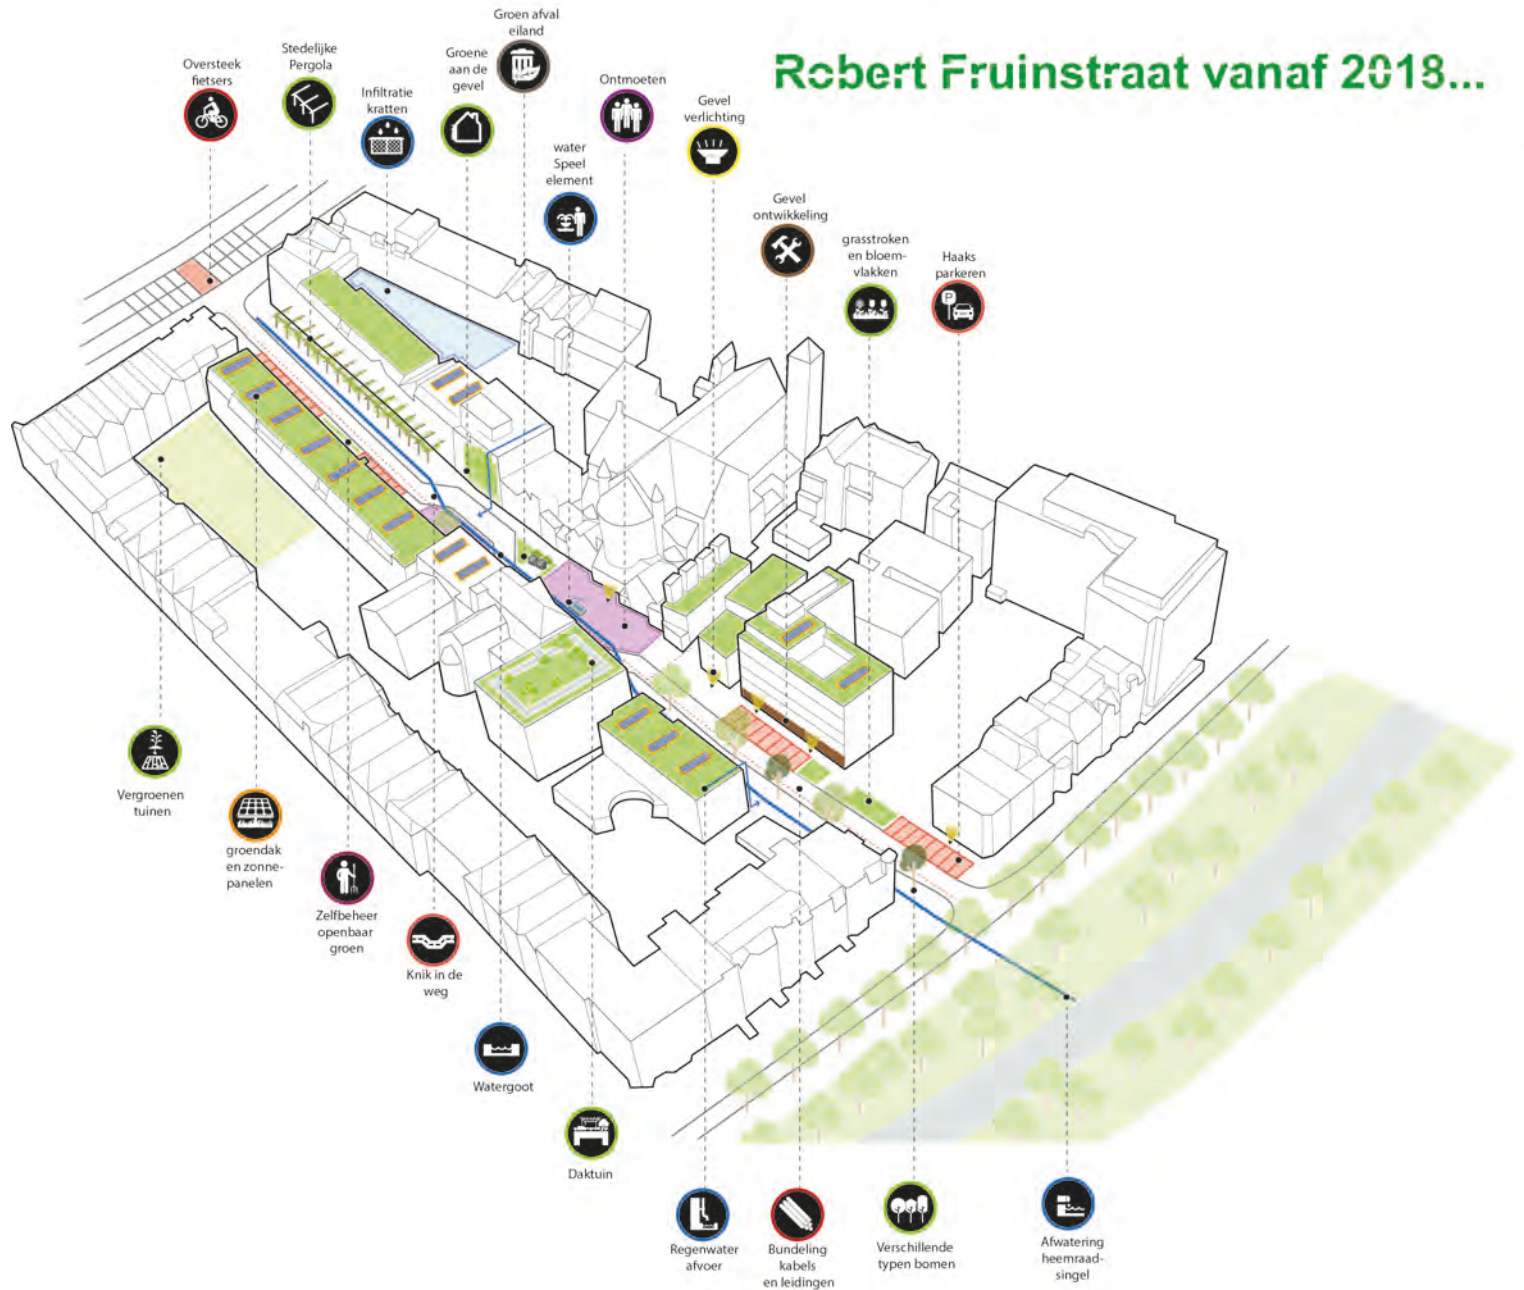 Robert Fruinstraat vanaf 2018...
Groen afval
eiland
Stedelijke
Pergola
Oversteek
fietsers
Groene
aan de
gevel
Infiltratie
kratten
Ontmoeten
Gevel
verlichting
water
Speel
element
Gevel
ontwikkeling
grasstroken
en bloem-
vlakken
Haaks
parkeren
P
Vergroenen
tuinen
groendak
en zonne-
panelen
Zelfbeheer
openbaar
groen
Knik in de
weg
Watergoot
Daktuin
Regenwater
afvoer
Bundeling
kabels
en leidingen
Verschillende
typen bomen
Afwatering
heemraad-
singel